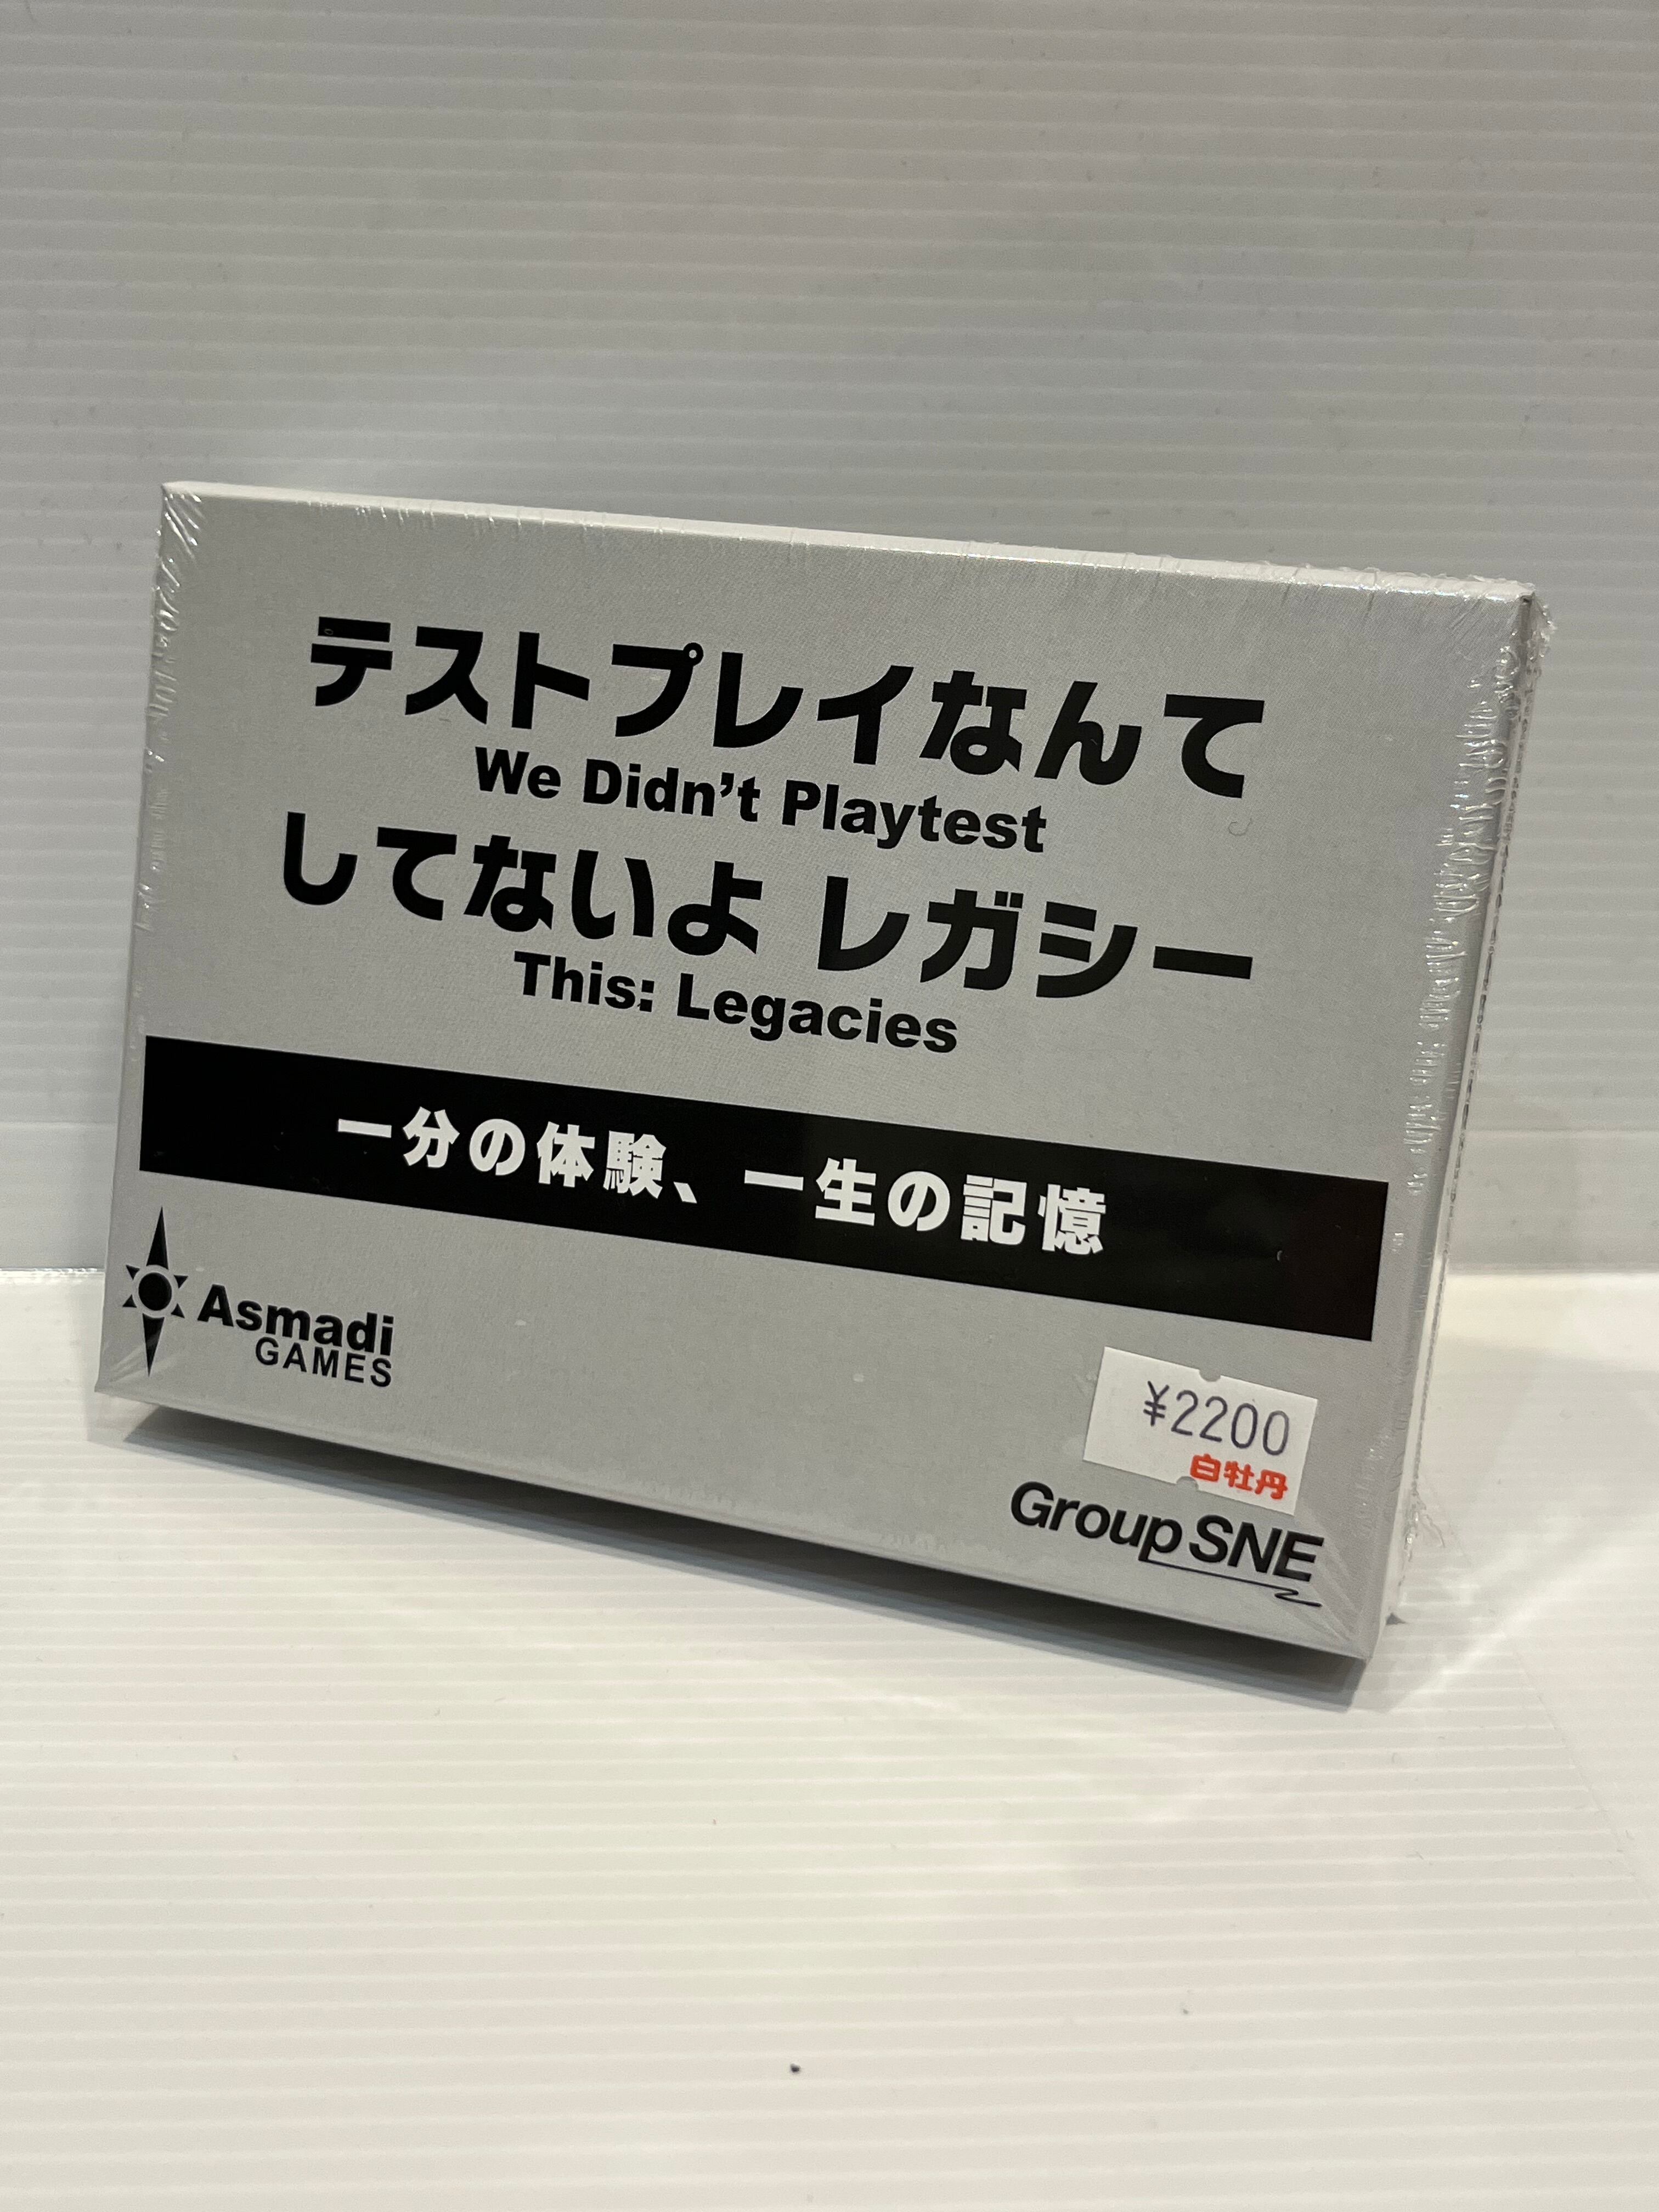 テストプレイなんて
We Didn't Playtest
してないよ レガシー
This: Legacies
一分の体験、一生の記憶
Asmadi
GAMES
¥2200
白牡丹
Group SNE